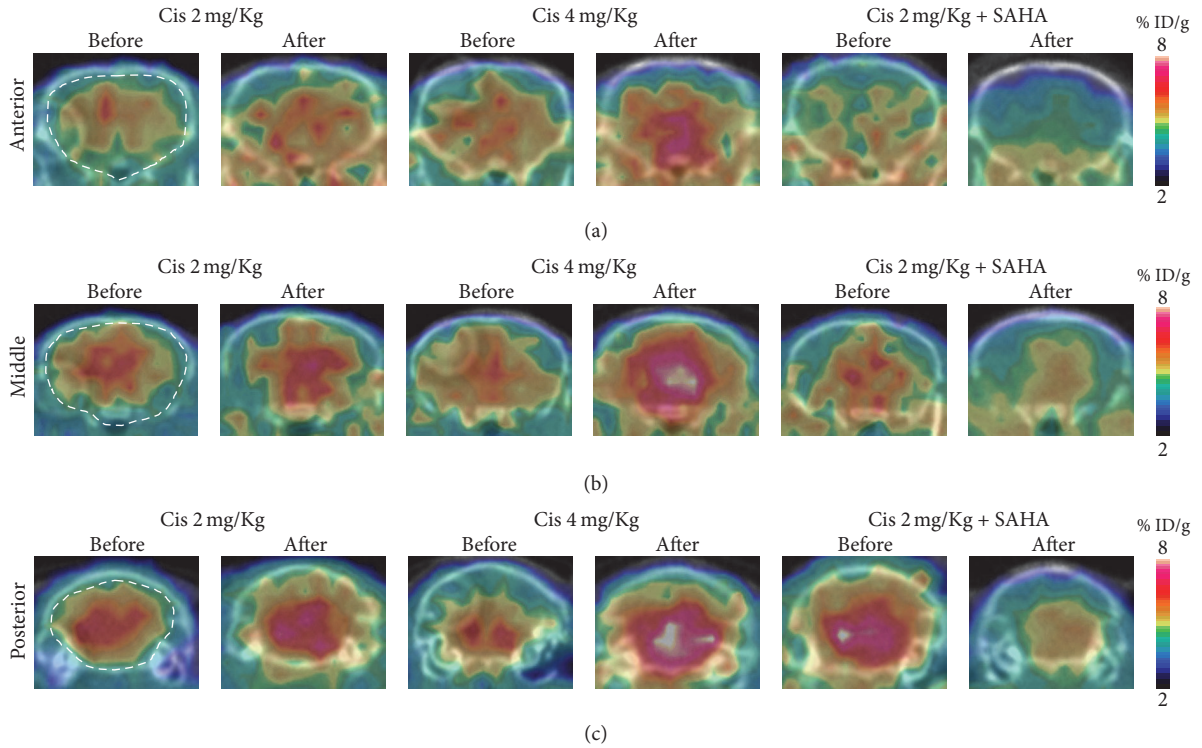 Cis 2 mg/Kg Cis 4 mg/Kg Cis 2 mg/Kg + SAHA % ID/g
Before After Before After Before After 8
Anterior
2
(a)
Cis 2 mg/Kg Cis 4 mg/Kg Cis 2 mg/Kg + SAHA % ID/g
Before After Before After Before After 8
Middle
2
(b)
Cis 2 mg/Kg Cis 4 mg/Kg Cis 2 mg/Kg + SAHA % ID/g
Before After Before After Before After 8
Posterior
2
(c)